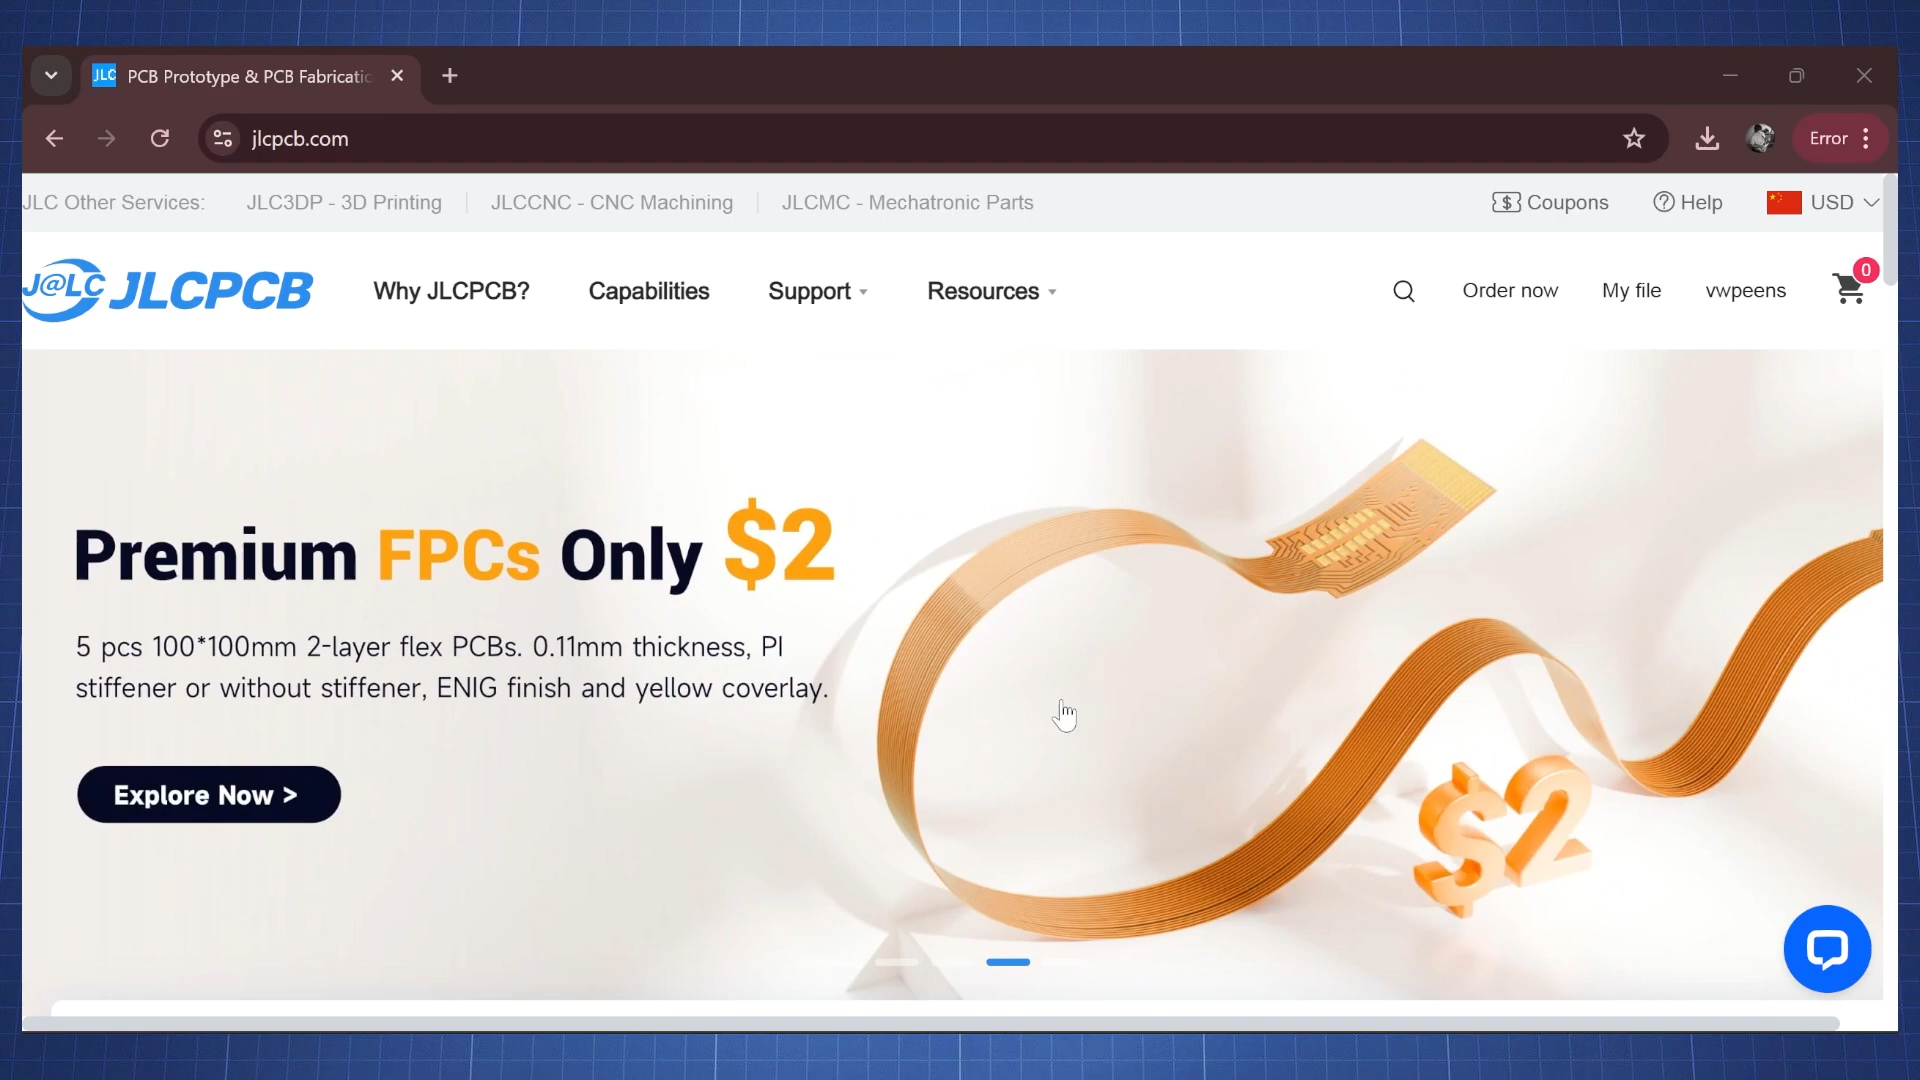 JLC PCB Prototype & PCB Fabricatic
jlcpcb.com
Error
JLC Other Services: JLC3DP - 3D Printing JLCCNC - CNC Machining JLCMC - Mechatronic Parts
$ Coupons ? Help USD
J@LC JLCPCB Why JLCPCB? Capabilities Support Resources Order now My file vwpeens 0
Premium FPCs Only $2
5 pcs 100*100mm 2-layer flex PCBs. 0.11mm thickness, PI
stiffener or without stiffener, ENIG finish and yellow coverlay.
Explore Now >
$2